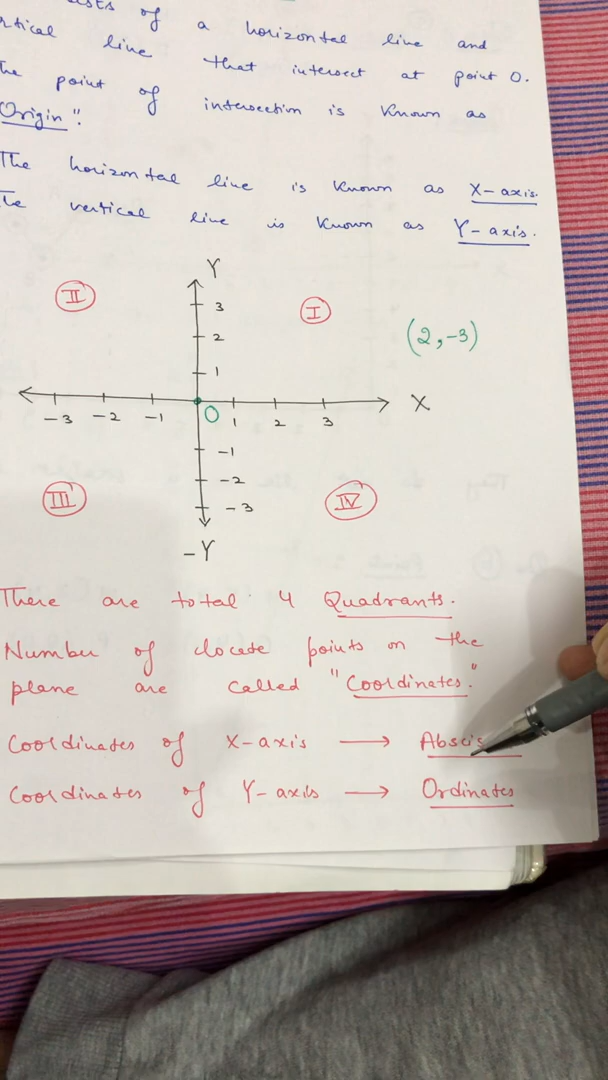 of a horizontal line and
line that intersect at point O.
point of intersection is known as
Origin".
The horizontal line is known as X-axis.
The vertical line is known as Y-axis.
Y
II
I
3
(2,-3)
2
1
-3 -2 -1 O 1 2 3 X
-1
-2
III
IV
-3
-Y
There are total 4 Quadrants.
Number of locate points on the
plane are called "Coordinates."
Coordinates of X-axis → Abscis
Coordinates of Y-axis → Ordinates